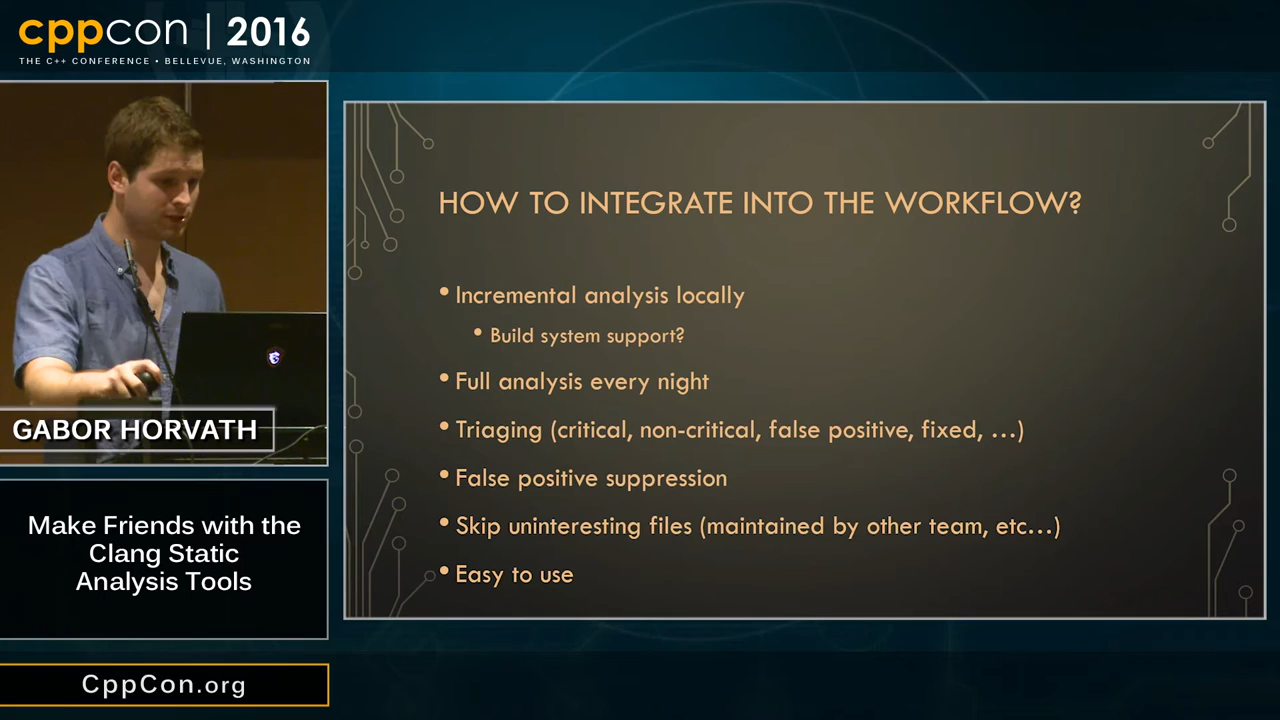 cppcon | 2016
THE C++ CONFERENCE • BELLEVUE, WASHINGTON
GABOR HORVATH
Make Friends with the
Clang Static
Analysis Tools
CppCon.org
HOW TO INTEGRATE INTO THE WORKFLOW?
• Incremental analysis locally
• Build system support?
• Full analysis every night
• Triaging (critical, non-critical, false positive, fixed, …)
• False positive suppression
• Skip uninteresting files (maintained by other team, etc…)
• Easy to use